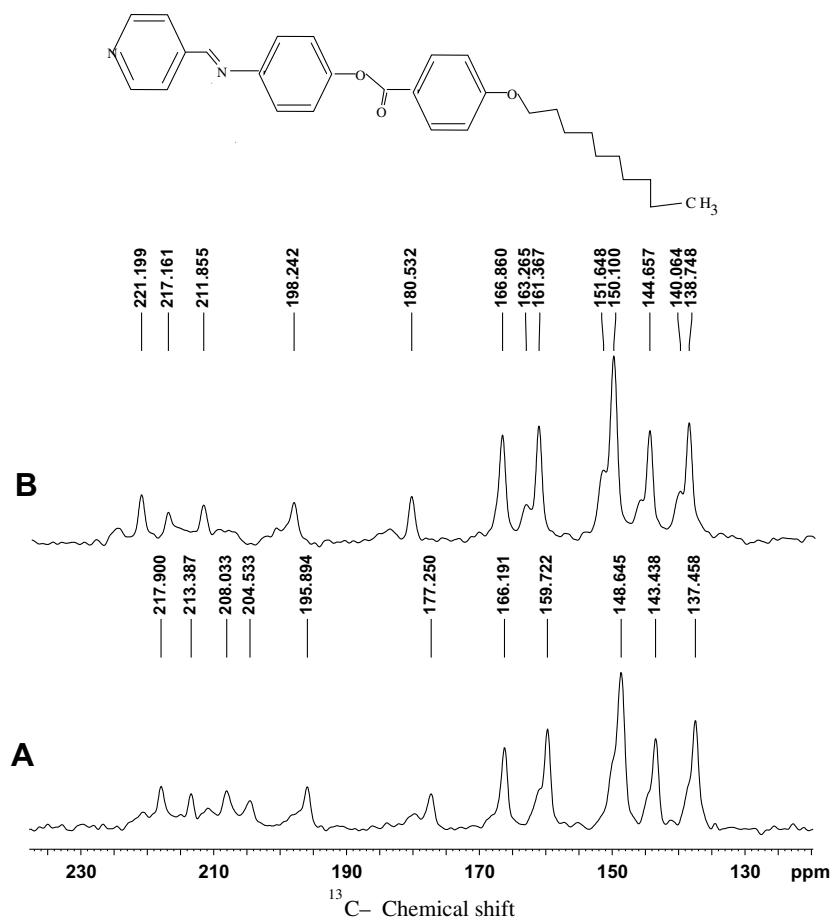 N
N
O
O
O
CH3
221.199
217.161
211.855
198.242
180.532
166.860
163.265
161.367
151.648
150.100
144.657
140.064
138.748
B
217.900
213.387
208.033
204.533
195.894
177.250
166.191
159.722
148.645
143.438
137.458
A
230 210 190 170 150 130 ppm
13C– Chemical shift